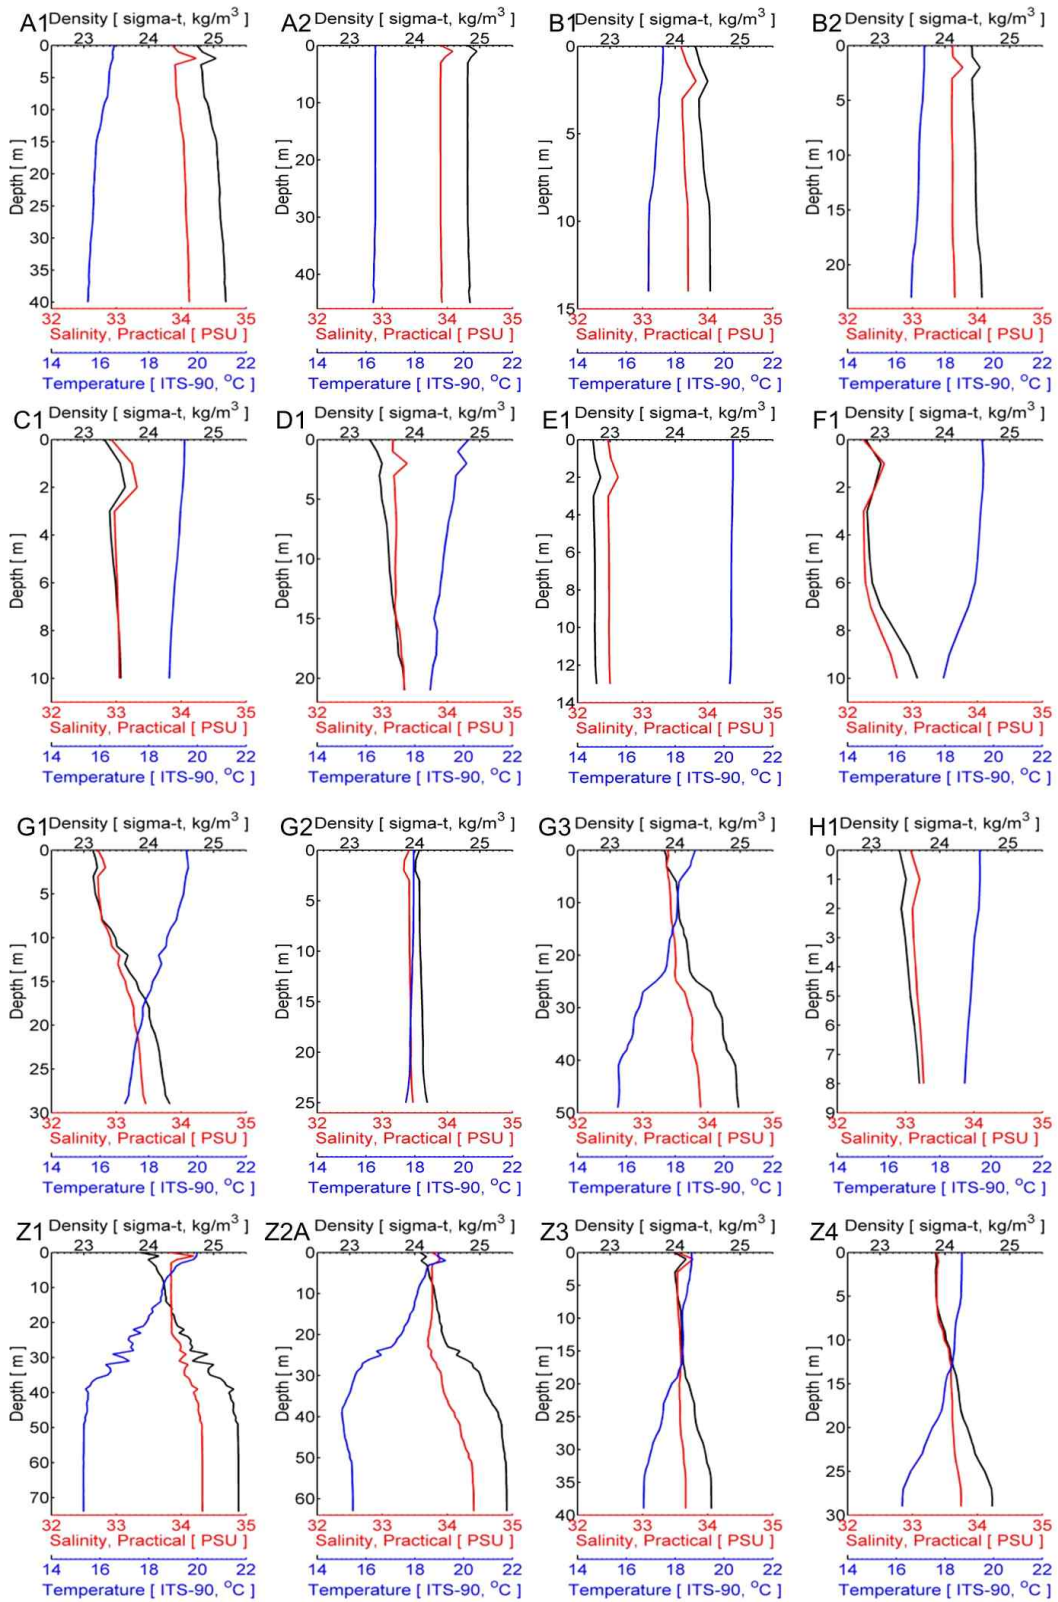 A1 Density [ sigma-t, kg/m3 ]
A2 Density [ sigma-t, kg/m3 ]
B1 Density [ sigma-t, kg/m3 ]
B2 Density [ sigma-t, kg/m3 ]
23 24 25
23 24 25
23 24 25
23 24 25
Depth [ m ]
0 5 10 15 20 25 30 35 40
Depth [ m ]
0 10 20 30 40
Depth [ m ]
0 5 10 15
Depth [ m ]
0 5 10 15 20
32 33 34 35
32 33 34 35
32 33 34 35
32 33 34 35
Salinity, Practical [ PSU ]
Salinity, Practical [ PSU ]
Salinity, Practical [ PSU ]
Salinity, Practical [ PSU ]
14 16 18 20 22
14 16 18 20 22
14 16 18 20 22
14 16 18 20 22
Temperature [ ITS-90, oC ]
Temperature [ ITS-90, oC ]
Temperature [ ITS-90, oC ]
Temperature [ ITS-90, oC ]
C1 Density [ sigma-t, kg/m3 ]
D1 Density [ sigma-t, kg/m3 ]
E1 Density [ sigma-t, kg/m3 ]
F1 Density [ sigma-t, kg/m3 ]
23 24 25
23 24 25
23 24 25
23 24 25
Depth [ m ]
0 2 4 6 8 10
Depth [ m ]
0 5 10 15 20
Depth [ m ]
0 2 4 6 8 10 12 14
Depth [ m ]
0 2 4 6 8 10
32 33 34 35
32 33 34 35
32 33 34 35
32 33 34 35
Salinity, Practical [ PSU ]
Salinity, Practical [ PSU ]
Salinity, Practical [ PSU ]
Salinity, Practical [ PSU ]
14 16 18 20 22
14 16 18 20 22
14 16 18 20 22
14 16 18 20 22
Temperature [ ITS-90, oC ]
Temperature [ ITS-90, oC ]
Temperature [ ITS-90, oC ]
Temperature [ ITS-90, oC ]
G1 Density [ sigma-t, kg/m3 ]
G2 Density [ sigma-t, kg/m3 ]
G3 Density [ sigma-t, kg/m3 ]
H1 Density [ sigma-t, kg/m3 ]
23 24 25
23 24 25
23 24 25
23 24 25
Depth [ m ]
0 5 10 15 20 25 30
Depth [ m ]
0 5 10 15 20 25
Depth [ m ]
0 10 20 30 40 50
Depth [ m ]
0 1 2 3 4 5 6 7 8 9
32 33 34 35
32 33 34 35
32 33 34 35
32 33 34 35
Salinity, Practical [ PSU ]
Salinity, Practical [ PSU ]
Salinity, Practical [ PSU ]
Salinity, Practical [ PSU ]
14 16 18 20 22
14 16 18 20 22
14 16 18 20 22
14 16 18 20 22
Temperature [ ITS-90, oC ]
Temperature [ ITS-90, oC ]
Temperature [ ITS-90, oC ]
Temperature [ ITS-90, oC ]
Z1 Density [ sigma-t, kg/m3 ]
Z2A Density [ sigma-t, kg/m3 ]
Z3 Density [ sigma-t, kg/m3 ]
Z4 Density [ sigma-t, kg/m3 ]
23 24 25
23 24 25
23 24 25
23 24 25
Depth [ m ]
0 10 20 30 40 50 60 70
Depth [ m ]
0 10 20 30 40 50 60
Depth [ m ]
0 5 10 15 20 25 30 35 40
Depth [ m ]
0 5 10 15 20 25 30
32 33 34 35
32 33 34 35
32 33 34 35
32 33 34 35
Salinity, Practical [ PSU ]
Salinity, Practical [ PSU ]
Salinity, Practical [ PSU ]
Salinity, Practical [ PSU ]
14 16 18 20 22
14 16 18 20 22
14 16 18 20 22
14 16 18 20 22
Temperature [ ITS-90, oC ]
Temperature [ ITS-90, oC ]
Temperature [ ITS-90, oC ]
Temperature [ ITS-90, oC ]